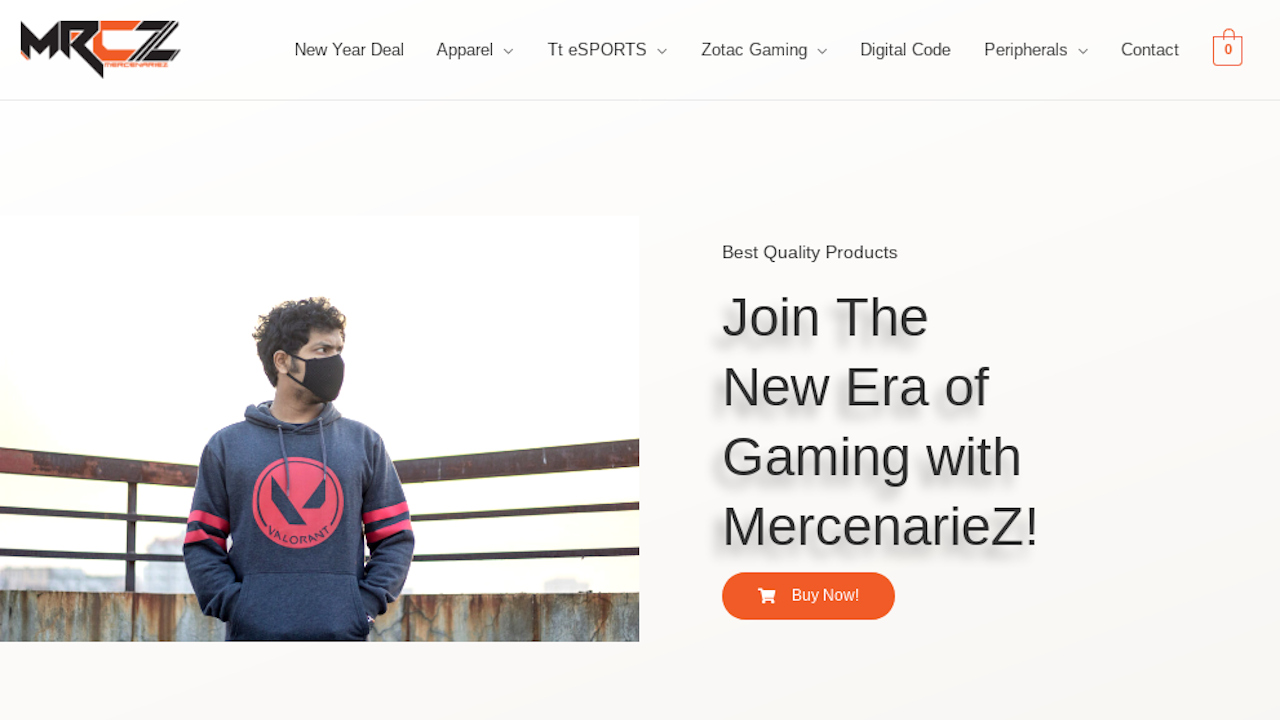 MRCZ
MERCENARIEZ
New Year Deal
Apparel
Tt eSPORTS
Zotac Gaming
Digital Code
Peripherals
Contact
0
Best Quality Products
Join The
New Era of
Gaming with
MercenarieZ!
VALORANT
Buy Now!